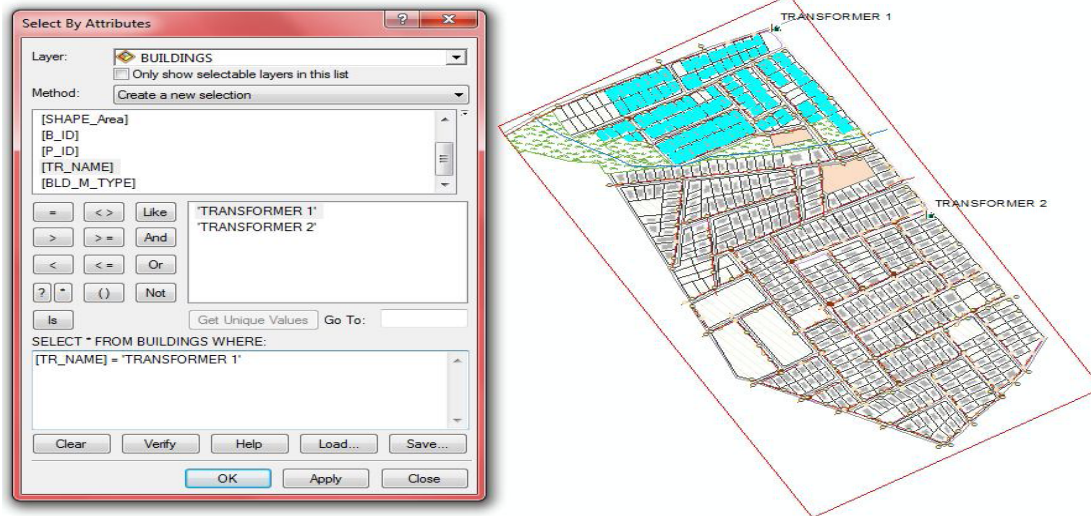 Select By Attributes
Layer: BUILDINGS
Only show selectable layers in this list
Method: Create a new selection
[SHAPE_Area]
[B_ID]
[P_ID]
[TR_NAME]
[BLD_M_TYPE]
= < > Like
'TRANSFORMER 1'
'TRANSFORMER 2'
> > = And
< < = Or
? * ( ) Not
Is Get Unique Values Go To:
SELECT * FROM BUILDINGS WHERE:
[TR_NAME] = 'TRANSFORMER 1'
Clear Verify Help Load... Save...
OK Apply Close
TRANSFORMER 1
TRANSFORMER 2